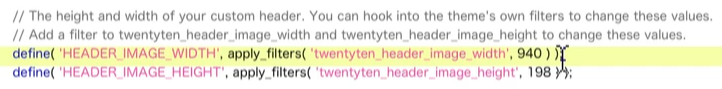 // The height and width of your custom header. You can hook into the theme's own filters to change these values.
// Add a filter to twentyten_header_image_width and twentyten_header_image_height to change these values.
define( 'HEADER_IMAGE_WIDTH', apply_filters( 'twentyten_header_image_width', 940 ) );
define( 'HEADER_IMAGE_HEIGHT', apply_filters( 'twentyten_header_image_height', 198 ) );